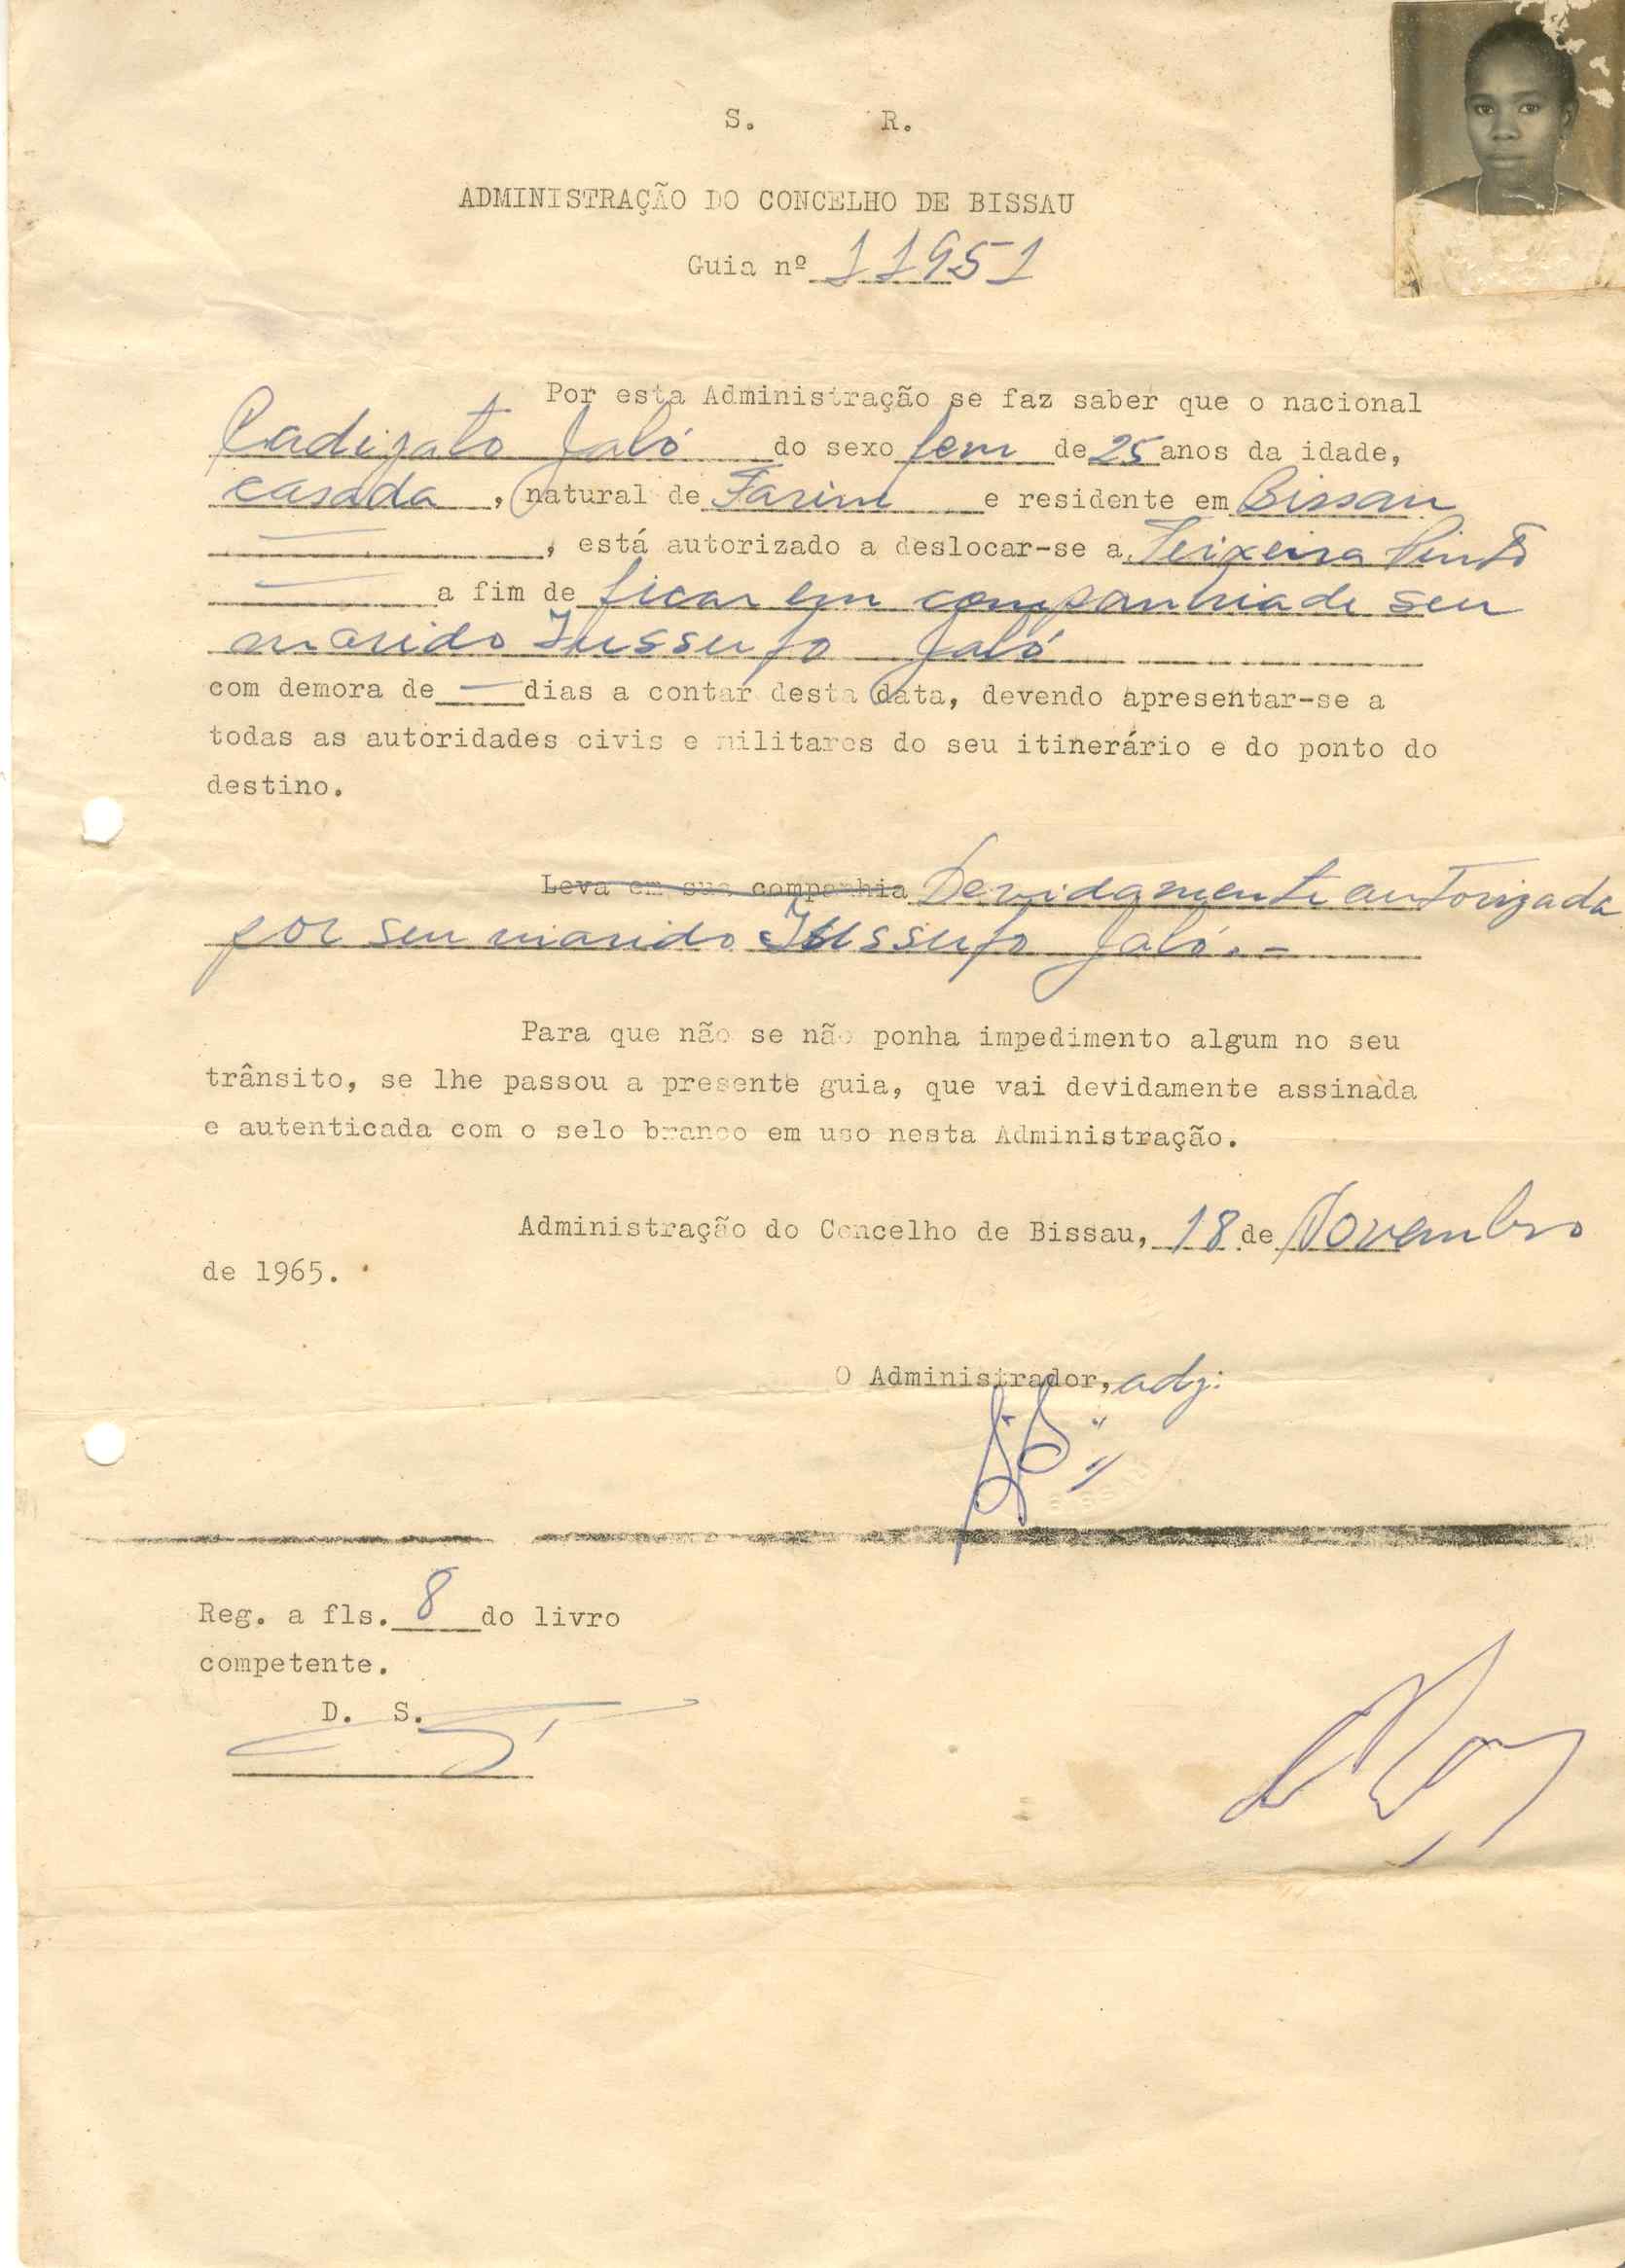 S. R.
ADMINISTRAÇÃO DO CONCELHO DE BISSAU
Guia nº 11951
Por esta Administração se faz saber que o nacional
Cadijato Jaló do sexo fem de 25 anos da idade,
casada, natural de Farim e residente em Bissau
, está autorizado a deslocar-se a Teixeira Pinto
a fim de ficar em companhia de seu
marido Jussufo Jaló
com demora de — dias a contar desta data, devendo apresentar-se a
todas as autoridades civis e militares do seu itinerário e do ponto do
destino.
Leva em sua companhia Devidamente autorizada
por seu marido Jussufo Jaló.-
Para que não se não ponha impedimento algum no seu
trânsito, se lhe passou a presente guia, que vai devidamente assinada
e autenticada com o selo branco em uso nesta Administração.
Administração do Concelho de Bissau, 18 de Novembro
de 1965.
O Administrador, adj:
BISSAU
Reg. a fls. 8 do livro
competente.
D. S.